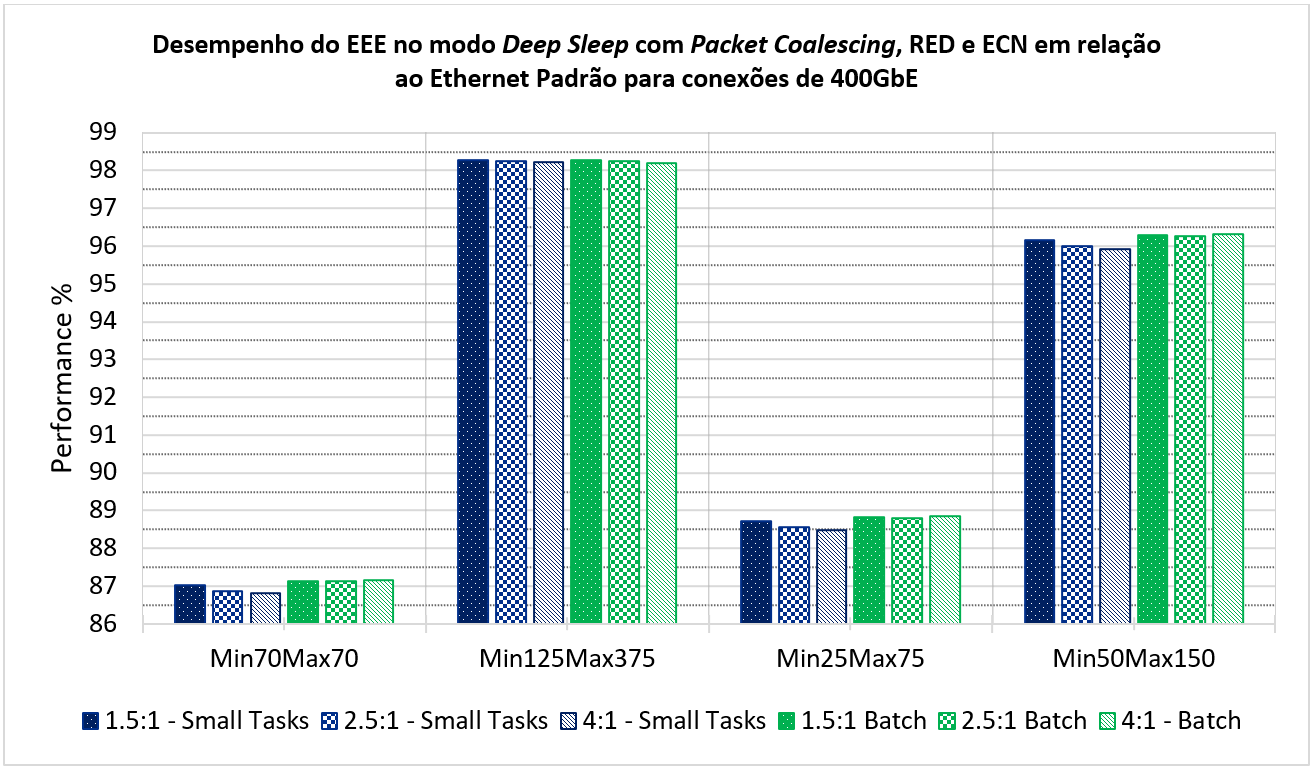 Desempenho do EEE no modo Deep Sleep com Packet Coalescing, RED e ECN em relação
ao Ethernet Padrão para conexões de 400GbE
Performance %
99
98
97
96
95
94
93
92
91
90
89
88
87
86
Min70Max70 Min125Max375 Min25Max75 Min50Max150
1.5:1 - Small Tasks 2.5:1 - Small Tasks 4:1 - Small Tasks 1.5:1 Batch 2.5:1 Batch 4:1 - Batch